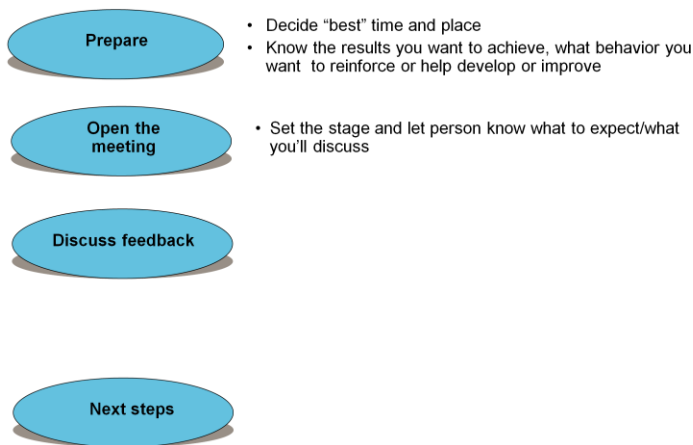 Prepare
• Decide “best” time and place
• Know the results you want to achieve, what behavior you
want to reinforce or help develop or improve
Open the
meeting
• Set the stage and let person know what to expect/what
you’ll discuss
Discuss feedback
Next steps